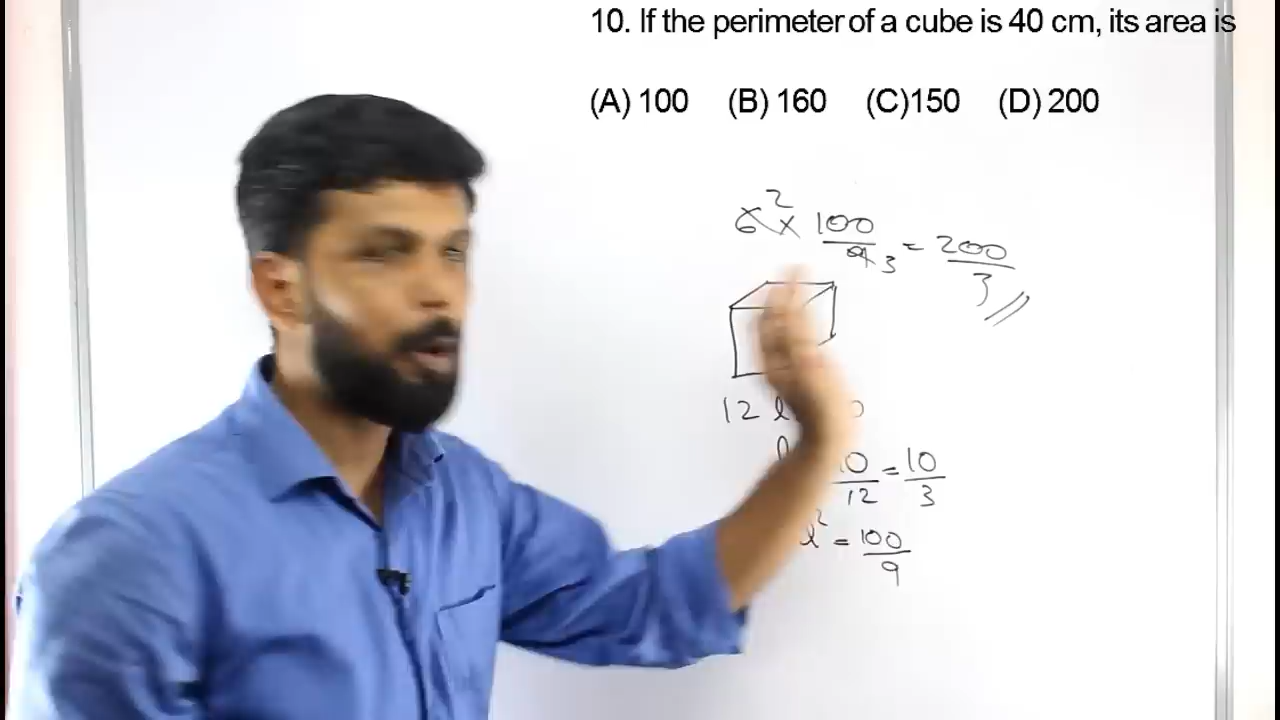 10. If the perimeter of a cube is 40 cm, its area is
(A) 100 (B) 160 (C)150 (D) 200
6 2 × 100/9 3 = 200/3
12 l
l 10/12 = 10/3
l² = 100/9